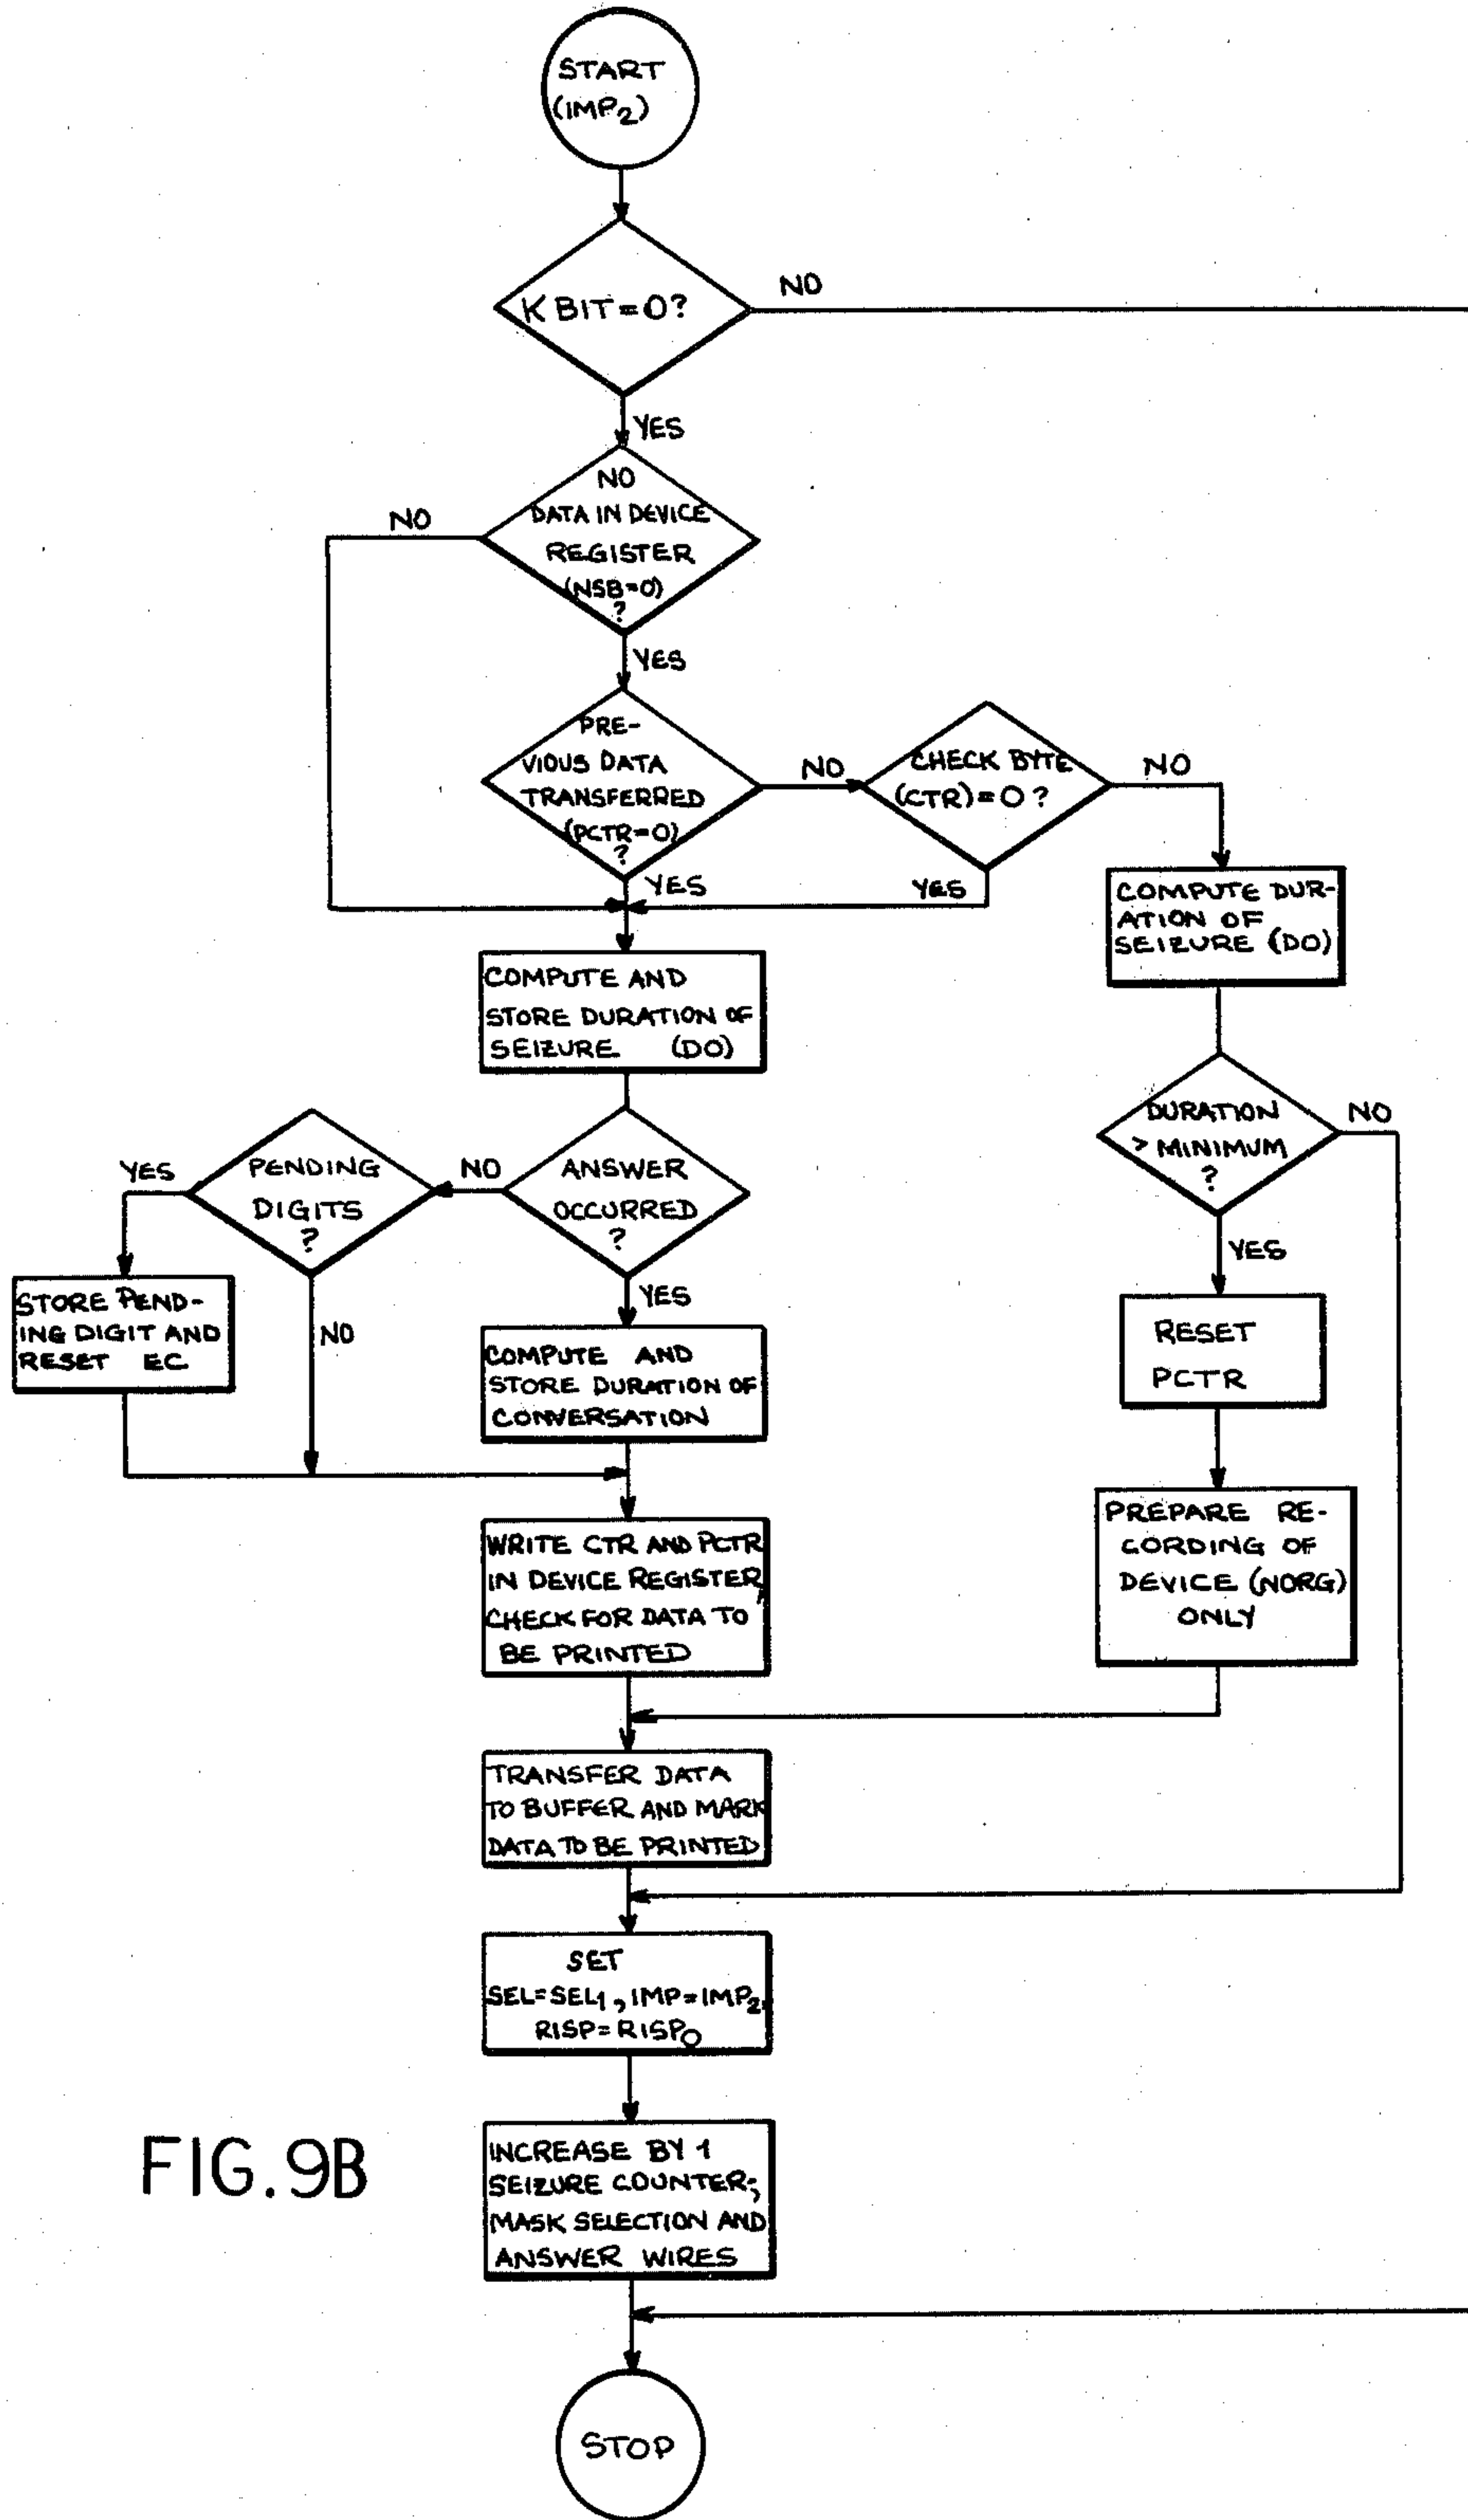 START
(IMP2)
K BIT=0?
NO
YES
NO
DATA IN DEVICE
REGISTER
(NSB=0)
?
NO
YES
PRE-
VIOUS DATA
TRANSFERRED
(PCTR=0)
?
NO
CHECK BYTE
(CTR)=0?
NO
YES
YES
COMPUTE DUR-
ATION OF
SEIZURE (DO)
COMPUTE AND
STORE DURATION OF
SEIZURE (DO)
DURATION
> MINIMUM
?
NO
YES
ANSWER
OCCURRED
?
NO
YES
PENDING
DIGITS
?
YES
NO
STORE PEND-
ING DIGIT AND
RESET EC
COMPUTE AND
STORE DURATION OF
CONVERSATION
RESET
PCTR
WRITE CTR AND PCTR
IN DEVICE REGISTER,
CHECK FOR DATA TO
BE PRINTED
PREPARE RE-
CORDING OF
DEVICE (NORG)
ONLY
TRANSFER DATA
TO BUFFER AND MARK
DATA TO BE PRINTED
SET
SEL=SEL1, IMP=IMP2,
RISP=RISP0
INCREASE BY 1
SEIZURE COUNTER;
MASK SELECTION AND
ANSWER WIRES
STOP
FIG.9B